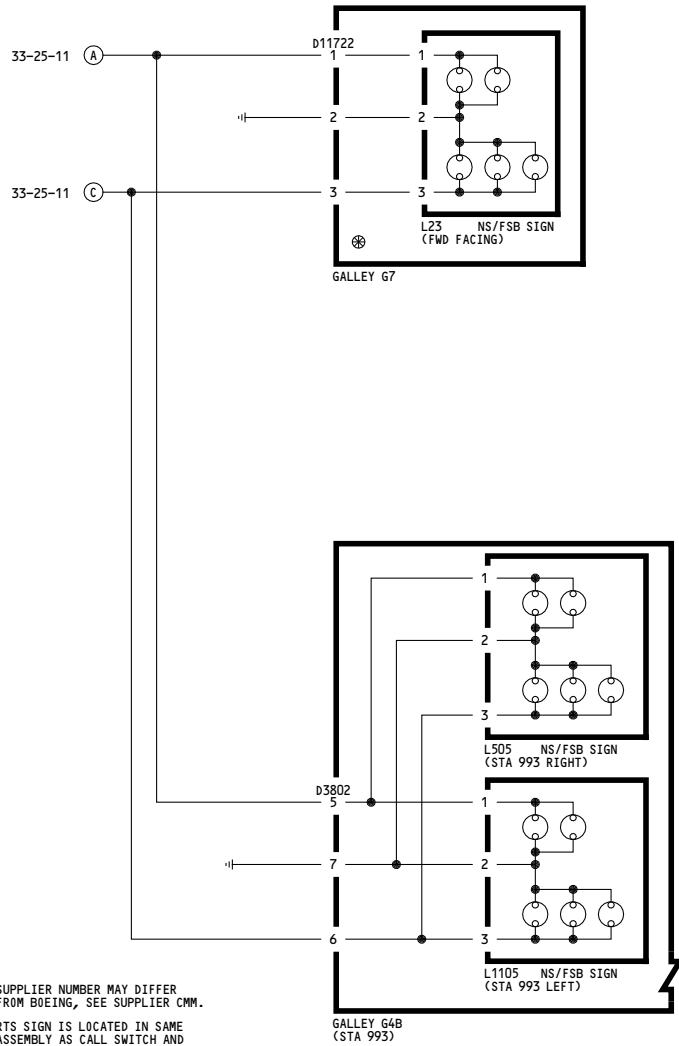 D11722
33-25-11 A 1 1
2 2
33-25-11 C 3 3
L23 NS/FSB SIGN
(FWD FACING)
GALLEY G7
1
2
3
L505 NS/FSB SIGN
(STA 993 RIGHT)
D3802
5 1
7 2
6 3
L1105 NS/FSB SIGN
(STA 993 LEFT)
GALLEY G4B
(STA 993)
SUPPLIER NUMBER MAY DIFFER
FROM BOEING, SEE SUPPLIER CMM.
RTS SIGN IS LOCATED IN SAME
ASSEMBLY AS CALL SWITCH AND